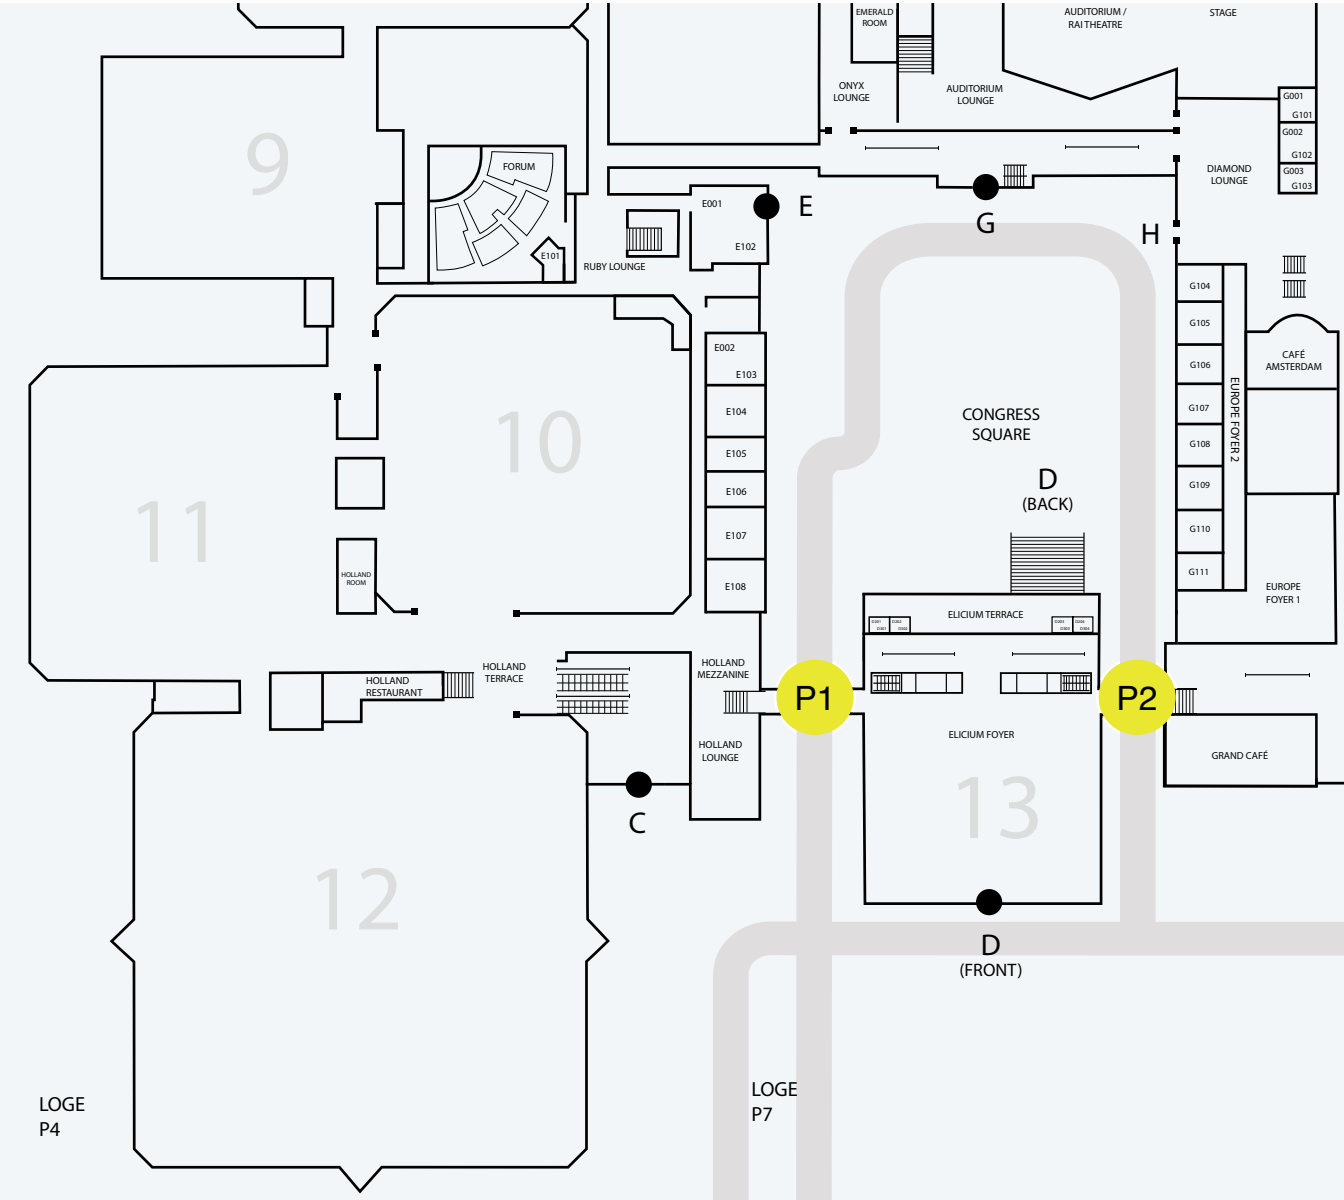 EMERALD
ROOM
AUDITORIUM /
RAI THEATRE
STAGE
ONYX
LOUNGE
AUDITORIUM
LOUNGE
G001
G101
G002
G102
G003
G103
DIAMOND
LOUNGE
9
FORUM
E001
E
E102
E101
RUBY LOUNGE
G
H
G104
G105
G106
G107
G108
G109
G110
G111
EUROPE FOYER 2
CAFÉ
AMSTERDAM
EUROPE
FOYER 1
E002
E103
E104
E105
E106
E107
E108
10
11
CONGRESS
SQUARE
D
(BACK)
HOLLAND
ROOM
ELICIUM TERRACE
HOLLAND
RESTAURANT
HOLLAND
TERRACE
HOLLAND
MEZZANINE
P1
P2
HOLLAND
LOUNGE
ELICIUM FOYER
GRAND CAFÉ
13
C
12
D
(FRONT)
LOGE
P4
LOGE
P7